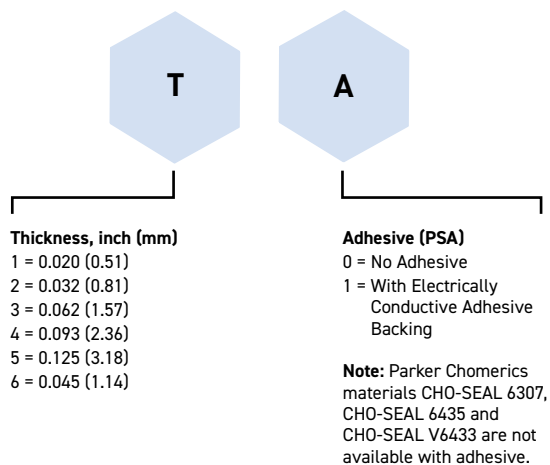 T
A
Thickness, inch (mm)
1 = 0.020 (0.51)
2 = 0.032 (0.81)
3 = 0.062 (1.57)
4 = 0.093 (2.36)
5 = 0.125 (3.18)
6 = 0.045 (1.14)
Adhesive (PSA)
0 = No Adhesive
1 = With Electrically
Conductive Adhesive
Backing
Note: Parker Chomerics
materials CHO-SEAL 6307,
CHO-SEAL 6435 and
CHO-SEAL V6433 are not
available with adhesive.